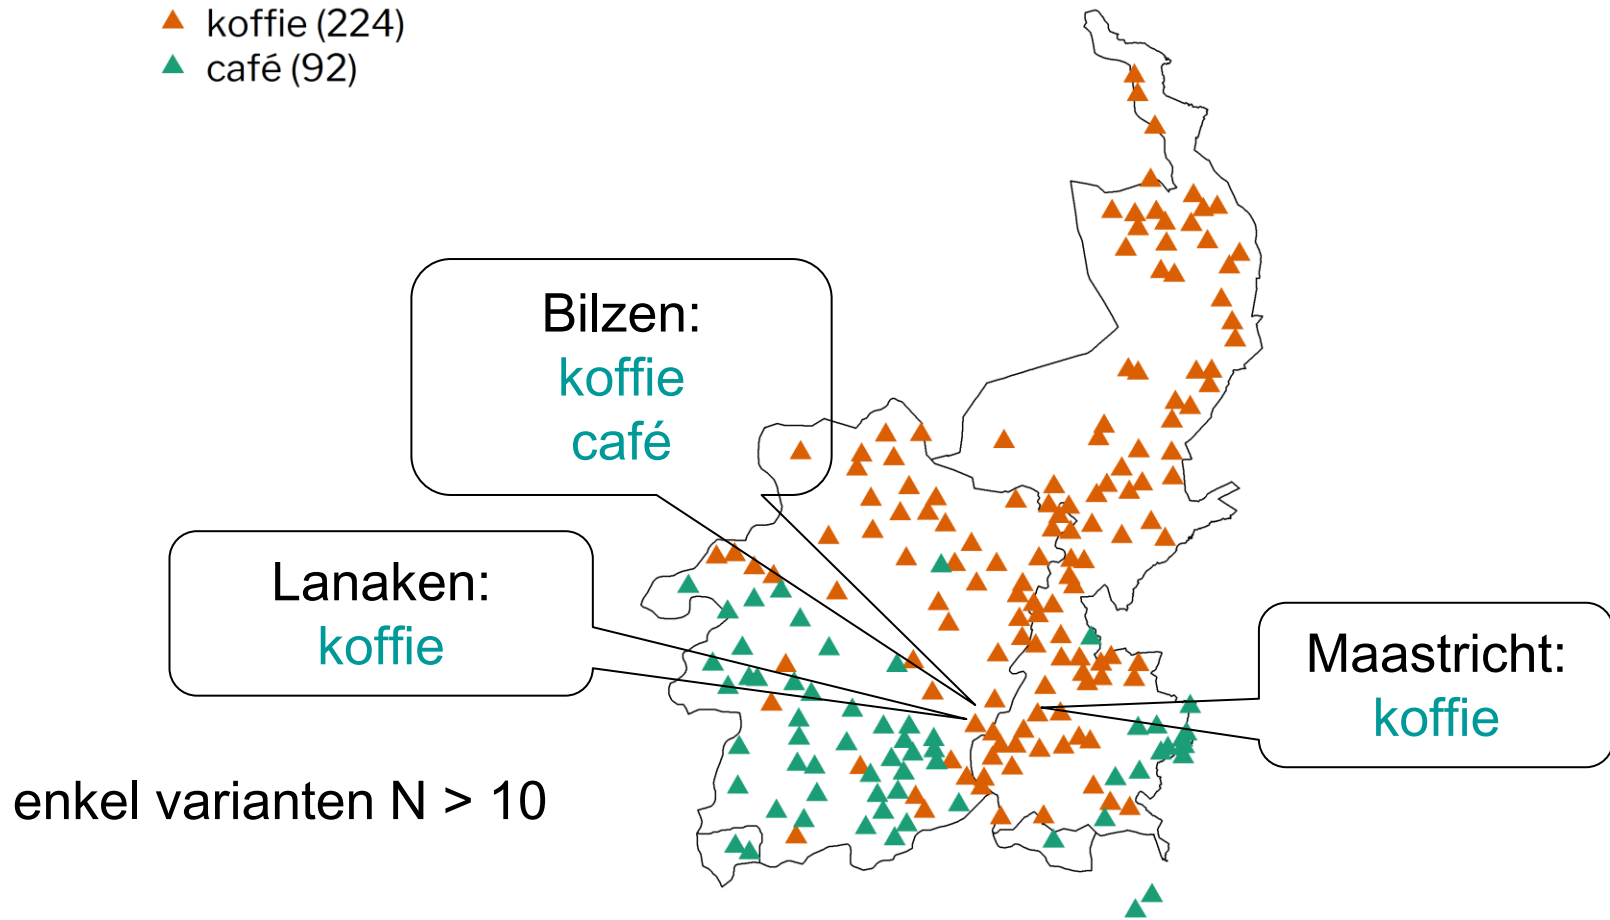 koffie (224)
café (92)
Bilzen:
koffie
café
Lanaken:
koffie
Maastricht:
koffie
enkel varianten N > 10